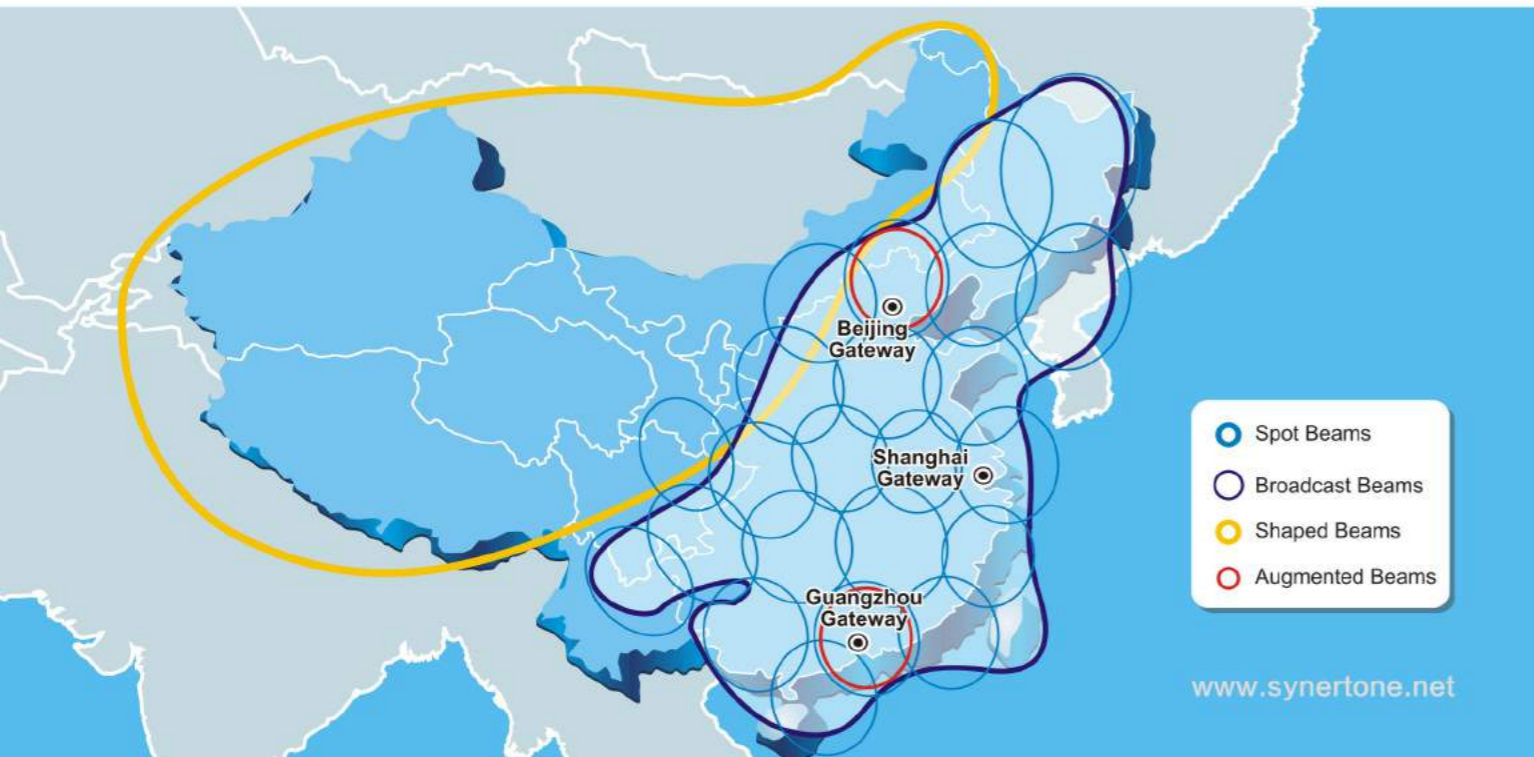 Beijing
Gateway
Shanghai
Gateway
Guangzhou
Gateway
Spot Beams
Broadcast Beams
Shaped Beams
Augmented Beams
www.synertone.net